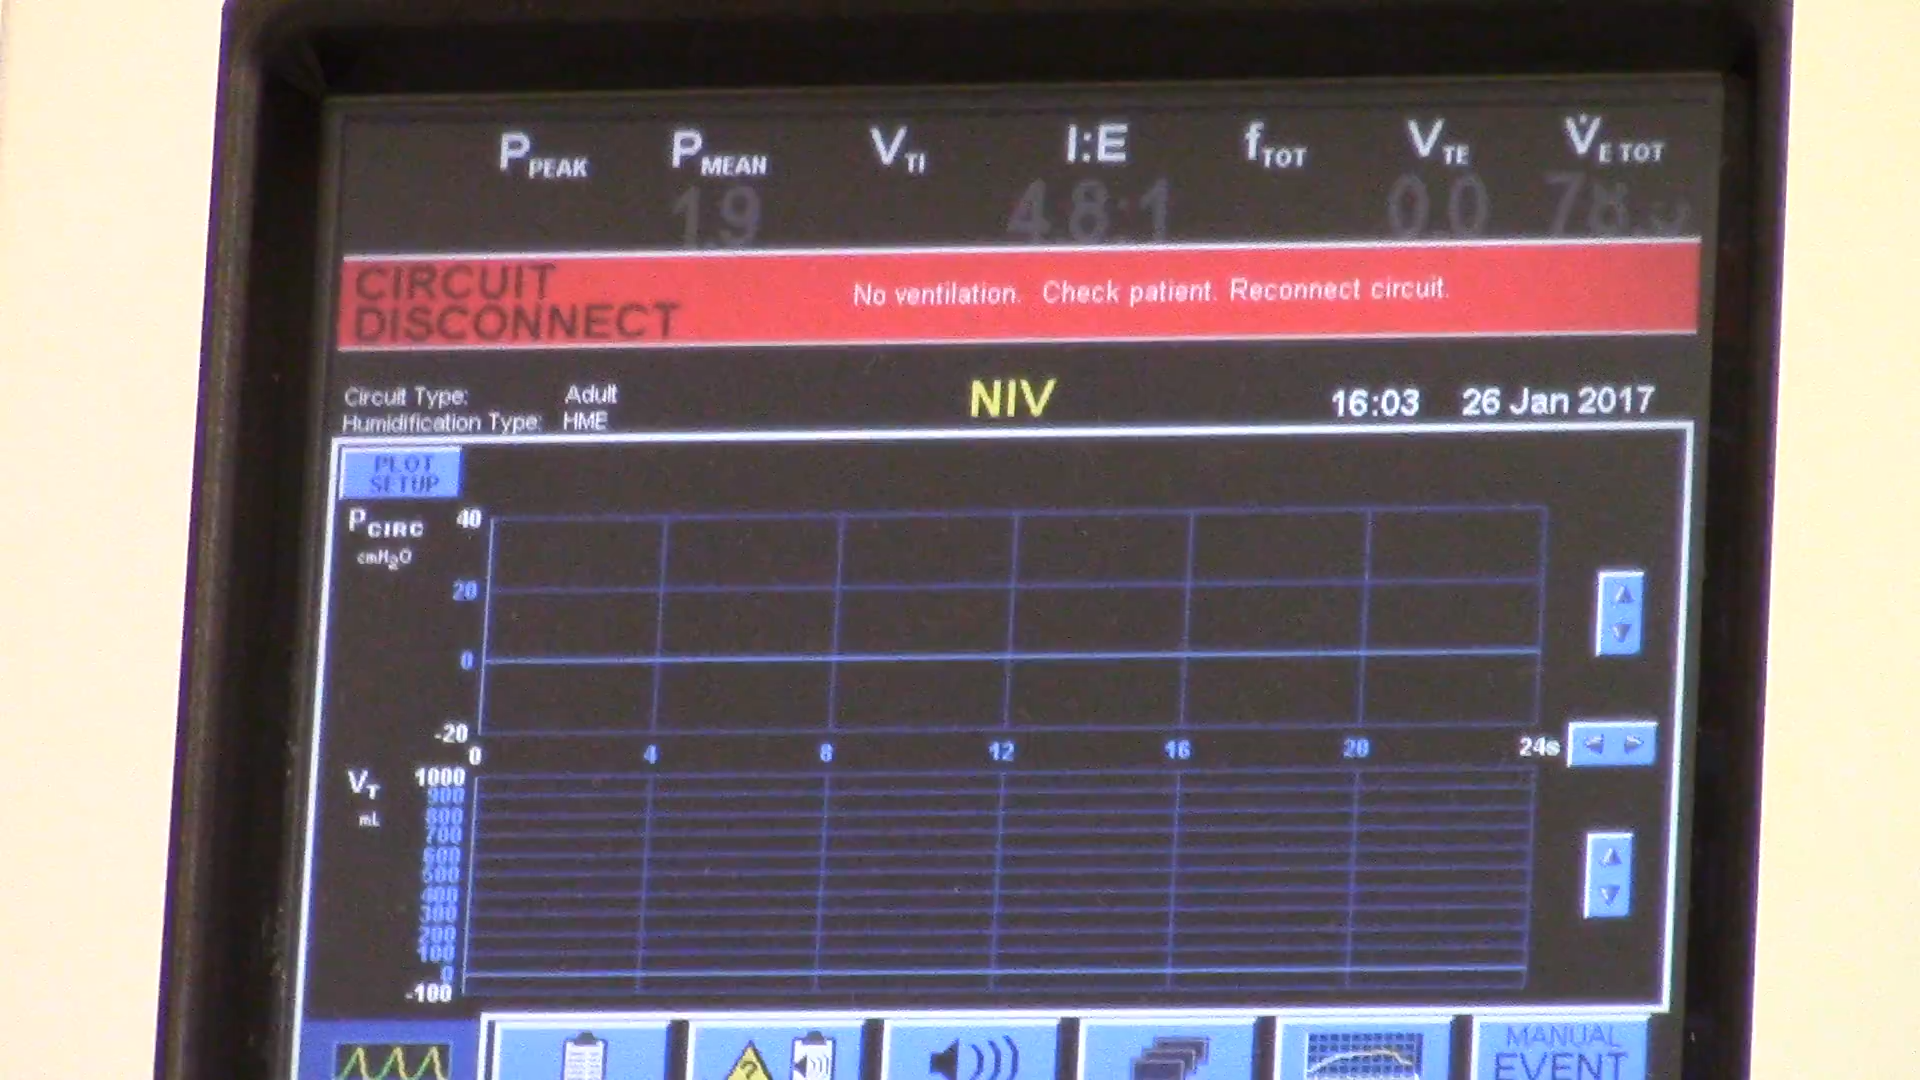 PPEAK PMEAN VTI I:E fTOT VTE V̇E TOT
19 4.8:1 0.0
CIRCUIT
DISCONNECT
No ventilation. Check patient. Reconnect circuit.
Circuit Type: Adult
Humidification Type: HME
NIV
16:03 26 Jan 2017
PLOT
SETUP
PCIRC
cmH2O
40
20
0
-20
0 4 8 12 16 20 24s
VT
mL
1000
900
800
700
600
500
400
300
200
100
0
-100
?
MANUAL
EVENT